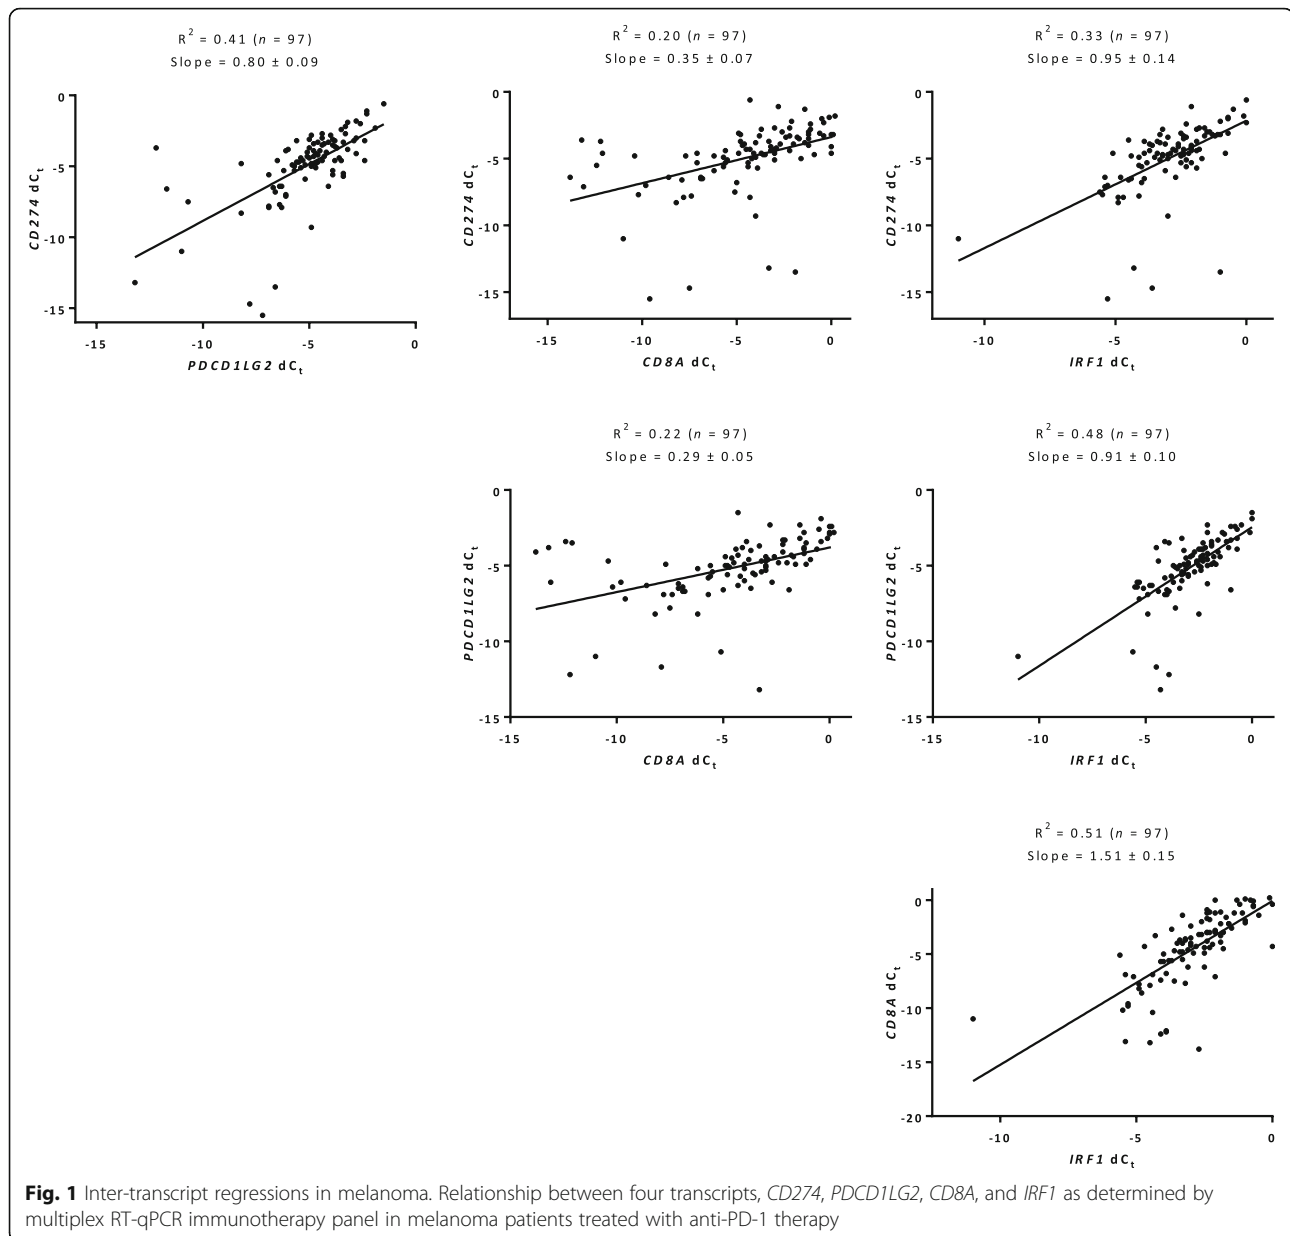 R² = 0.41 (n = 97)
Slope = 0.80 ± 0.09
0
-5
-10
-15
CD274 dCt
-15 -10 -5 0
PDCD1LG2 dCt
R² = 0.20 (n = 97)
Slope = 0.35 ± 0.07
0
-5
-10
-15
CD274 dCt
-15 -10 -5 0
CD8A dCt
R² = 0.33 (n = 97)
Slope = 0.95 ± 0.14
0
-5
-10
-15
CD274 dCt
-10 -5 0
IRF1 dCt
R² = 0.22 (n = 97)
Slope = 0.29 ± 0.05
0
-5
-10
-15
PDCD1LG2 dCt
-15 -10 -5 0
CD8A dCt
R² = 0.48 (n = 97)
Slope = 0.91 ± 0.10
0
-5
-10
-15
PDCD1LG2 dCt
-15 -10 -5 0
IRF1 dCt
R² = 0.51 (n = 97)
Slope = 1.51 ± 0.15
0
-5
-10
-15
-20
CD8A dCt
-10 -5 0
IRF1 dCt
Fig. 1 Inter-transcript regressions in melanoma. Relationship between four transcripts, CD274, PDCD1LG2, CD8A, and IRF1 as determined by
multiplex RT-qPCR immunotherapy panel in melanoma patients treated with anti-PD-1 therapy